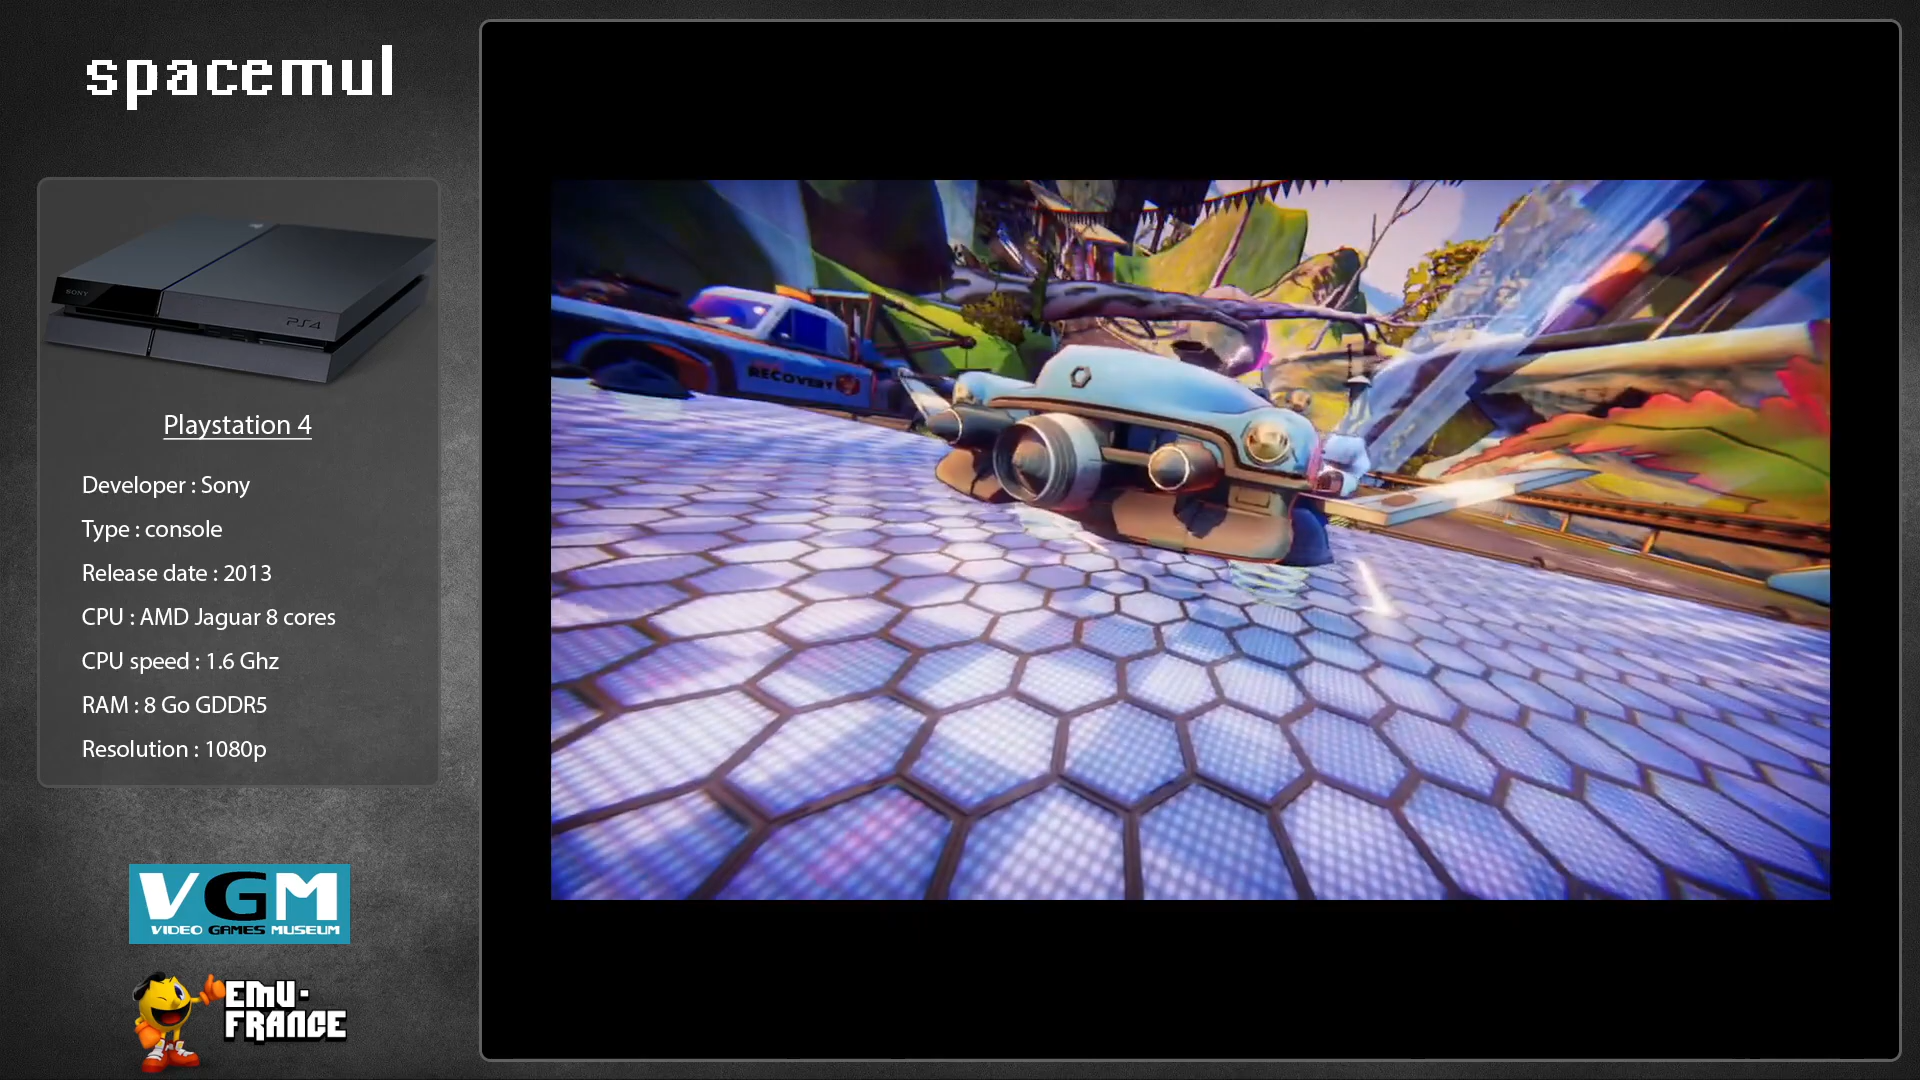 spacemul
SONY
PS4
Playstation 4
Developer : Sony
Type : console
Release date : 2013
CPU : AMD Jaguar 8 cores
CPU speed : 1.6 Ghz
RAM : 8 Go GDDR5
Resolution : 1080p
VGM
VIDEO GAMES MUSEUM
EMU-
FRANCE
RECOVERY